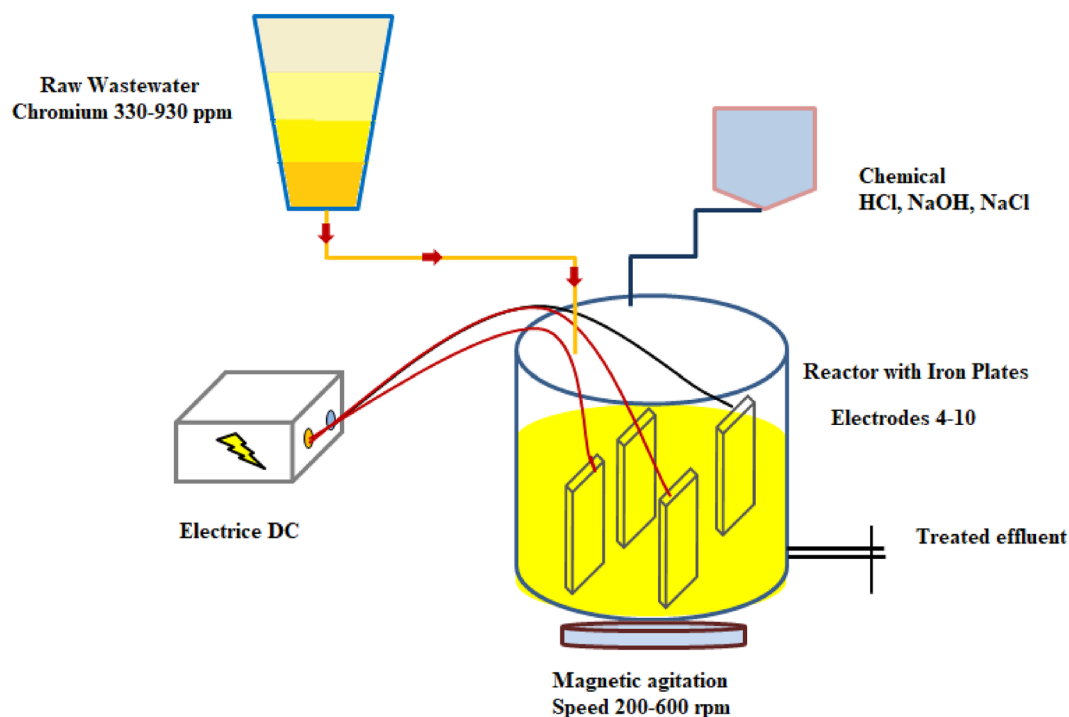 Raw Wastewater
Chromium 330-930 ppm
Chemical
HCl, NaOH, NaCl
Reactor with Iron Plates
Electrodes 4-10
Electrice DC
Treated effluent
Magnetic agitation
Speed 200-600 rpm